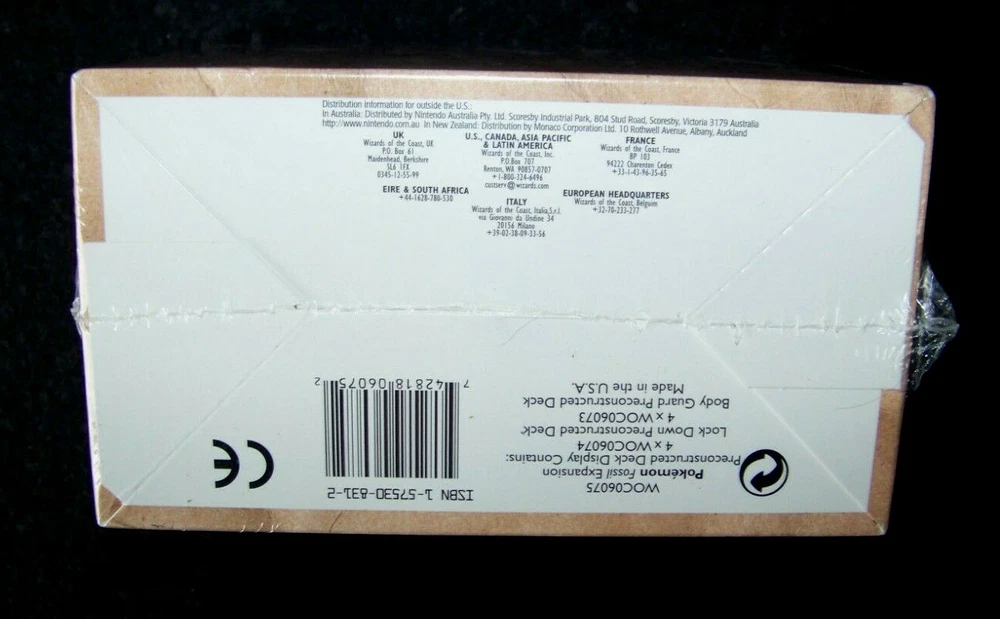 Distribution information for outside the U.S.:
In Australia: Distributed by Nintendo Australia Pty. Ltd. Scoresby Industrial Park, 804 Stud Road, Scoresby, Victoria 3179 Australia
http://www.nintendo.com.au In New Zealand: Distribution by Monaco Corporation Ltd. 10 Rothwell Avenue, Albany, Auckland
UK
Wizards of the Coast, UK
P.O. Box 61
Maidenhead, Berkshire
SL6 1FX
0345-12-55-99
U.S., CANADA, ASIA PACIFIC
& LATIN AMERICA
Wizards of the Coast, Inc.
P.O.Box 707
Renton, WA 90857-0707
+1-800-324-6496
custserv@wizards.com
FRANCE
Wizards of the Coast, France
BP 103
94222 Charenton Cedex
+33-1-43-96-35-65
EIRE & SOUTH AFRICA
+44-1628-780-530
ITALY
Wizards of the Coast, Italia,S.r.l.
via Giovanni da Undine 34
20156 Milano
+39-02-38-09-33-56
EUROPEAN HEADQUARTERS
Wizards of the Coast, Belguim
+32-70-233-277
WOC06075
Pokémon Fossil Expansion
Preconstructed Deck Display Contains:
4 x WOC06074
Lock Down Preconstructed Deck
4 x WOC06073
Body Guard Preconstructed Deck
Made in the U.S.A.
ISBN 1-57530-831-2
7 42818 06075 2
CE